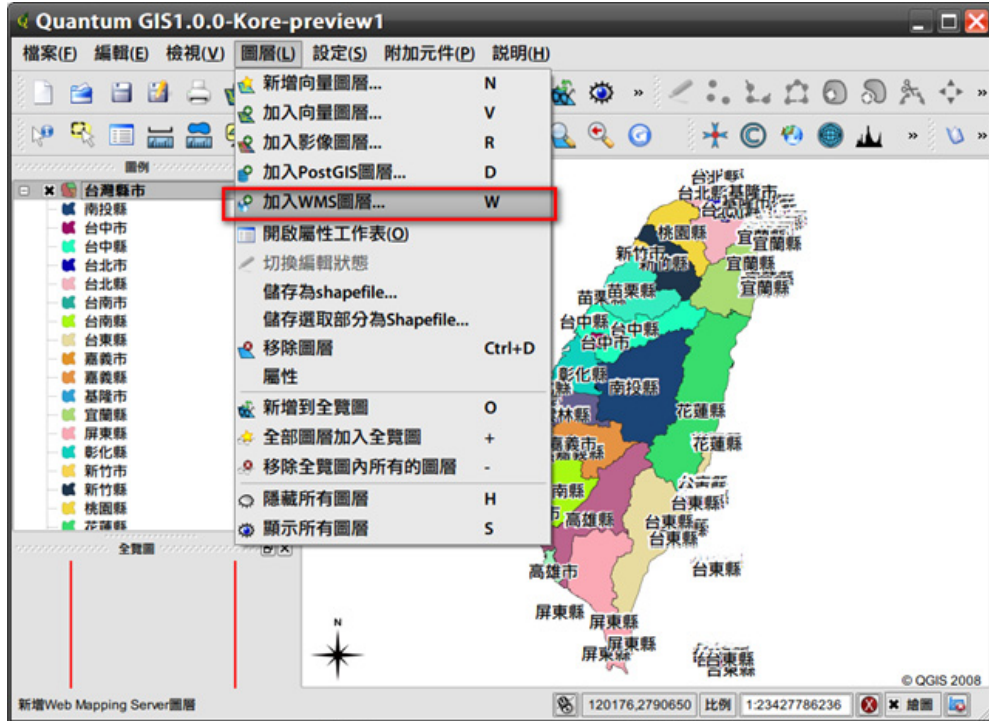 Quantum GIS1.0.0-Kore-preview1
檔案(F) 編輯(E) 檢視(V) 圖層(L) 設定(S) 附加元件(P) 説明(H)
新增向量圖層... N
加入向量圖層... V
加入影像圖層... R
加入PostGIS圖層... D
加入WMS圖層... W
開啟屬性工作表(O)
切換編輯狀態
儲存為shapefile...
儲存選取部分為Shapefile...
移除圖層 Ctrl+D
屬性
新增到全覽圖 O
全部圖層加入全覽圖 +
移除全覽圖內所有的圖層 -
隱藏所有圖層 H
顯示所有圖層 S
圖例
台灣縣市
南投縣
台中市
台中縣
台北市
台北縣
台南市
台南縣
台東縣
嘉義市
嘉義縣
基隆市
宜蘭縣
屏東縣
彰化縣
新竹市
新竹縣
桃園縣
花蓮縣
全覽圖
台北縣
台北縣 基隆市
桃園縣
宜蘭縣
宜蘭縣
新竹市
宜蘭縣
宜蘭縣
苗栗縣
台中縣
台中縣
台中市
彰化縣
南投縣
花蓮縣
嘉義市
花蓮縣
南縣
高雄縣
台東縣
台東縣
台東縣
高雄市
台東縣
屏東縣
屏東縣
屏東縣
屏東縣
台東縣
N
© QGIS 2008
新增Web Mapping Server圖層
120176,2790650 比例 1:23427786236 繪圖